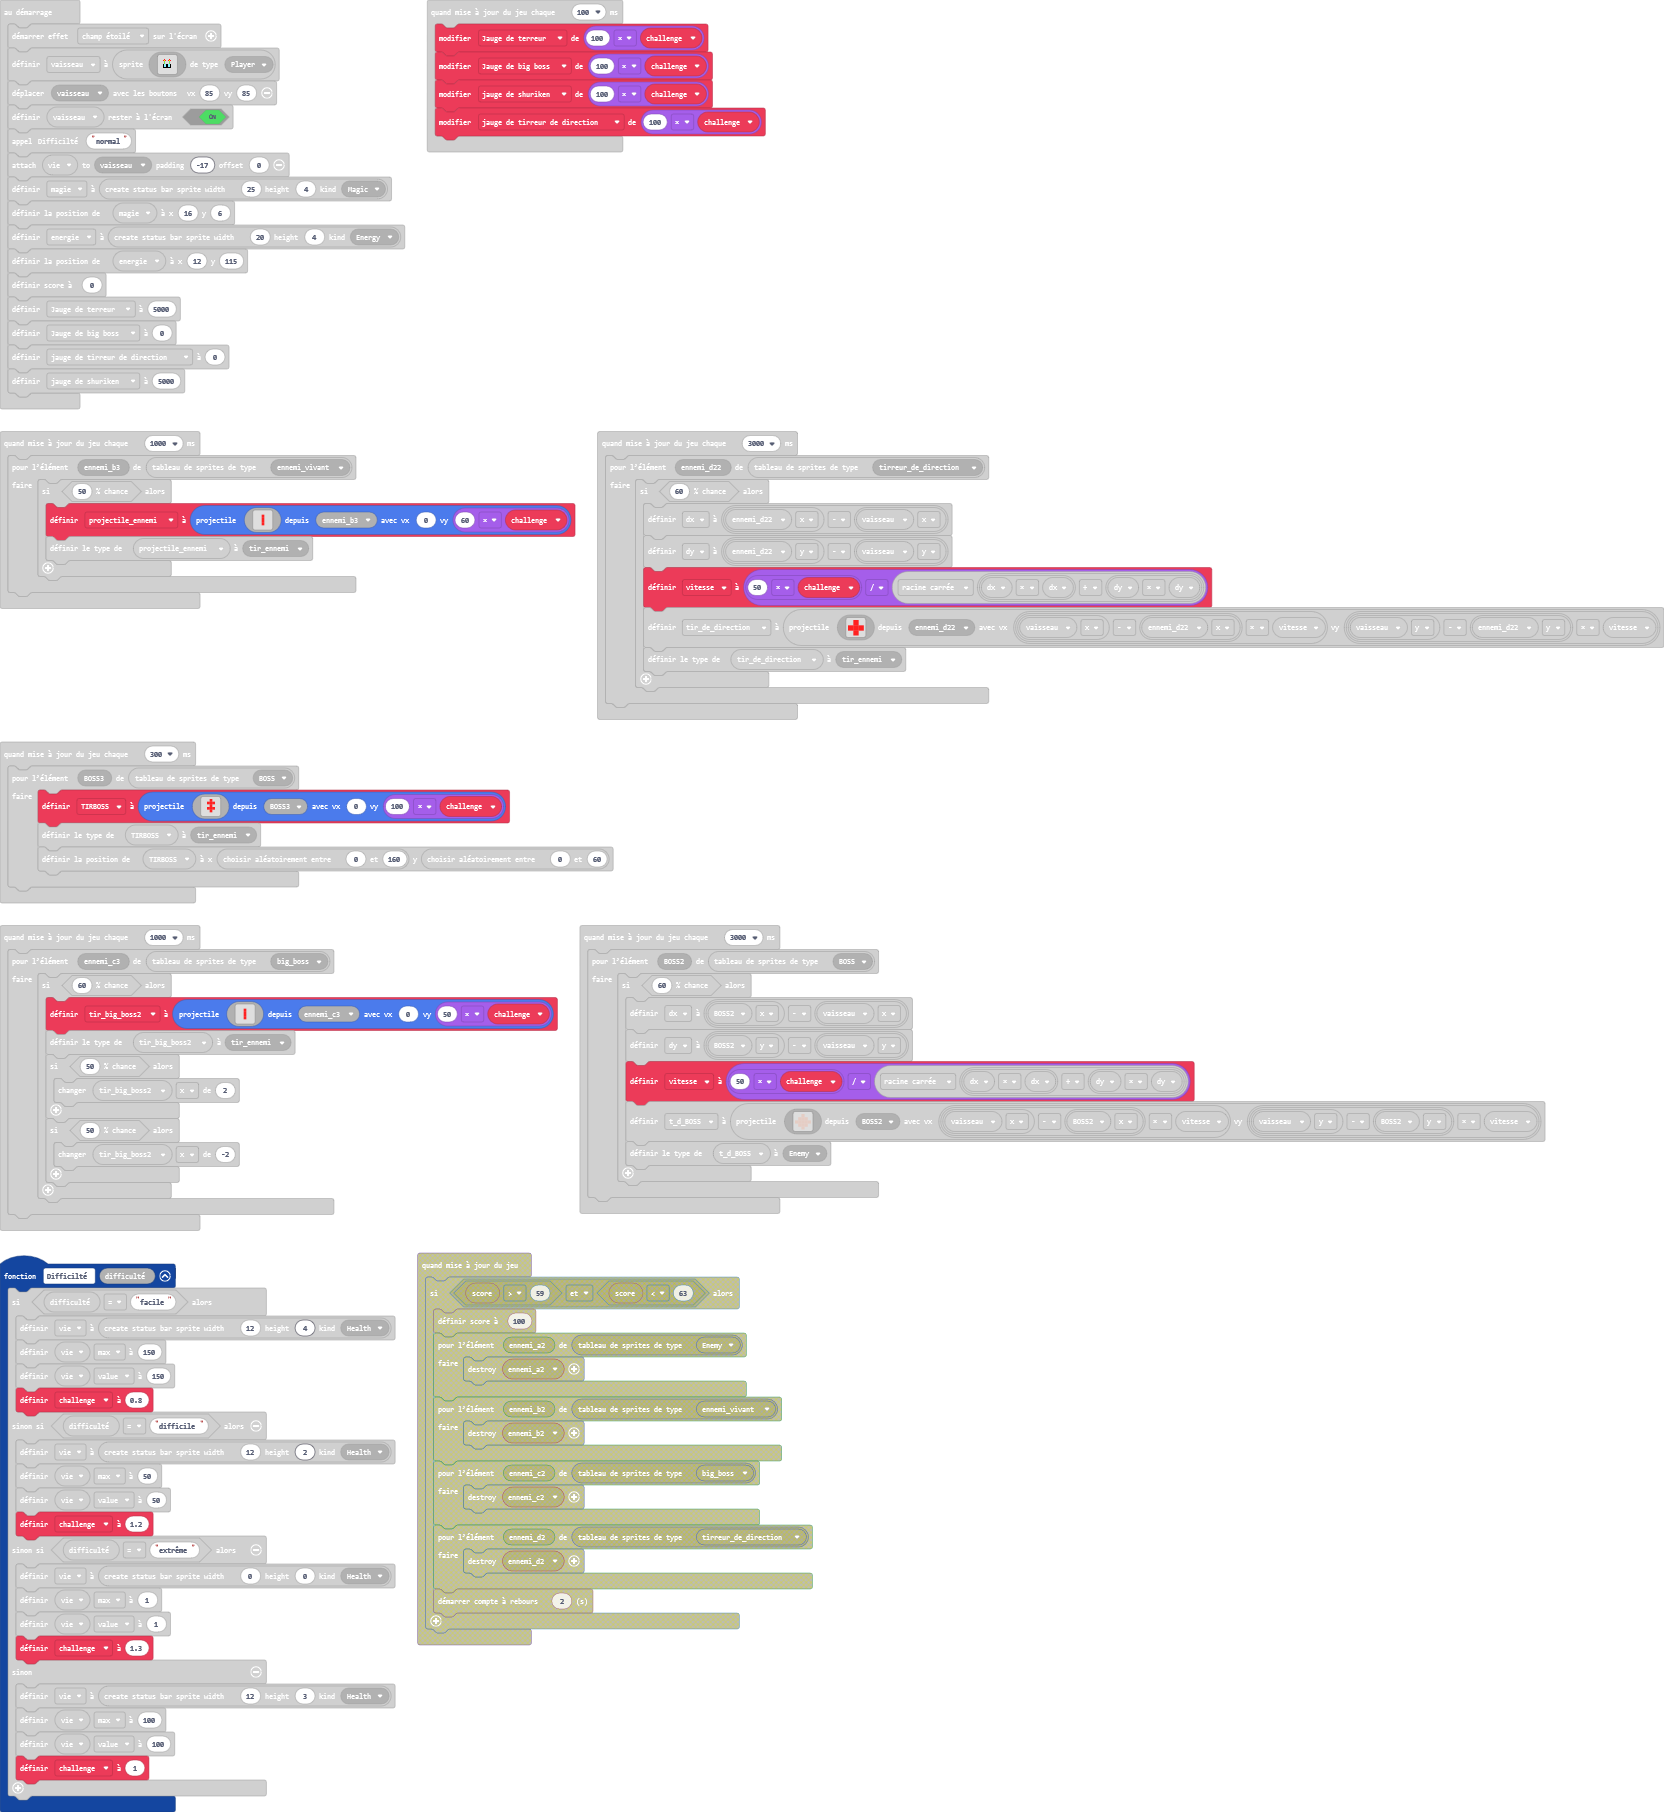 au démarrage
démarrer effet champ étoilé sur l'écran
définir vaisseau à sprite de type Player
déplacer vaisseau avec les boutons vx 85 vy 85
définir vaisseau rester à l'écran ON
appel Difficilté "normal"
attach vie to vaisseau padding -17 offset 0
définir magie à create status bar sprite width 25 height 4 kind Magic
définir la position de magie à x 16 y 6
définir energie à create status bar sprite width 20 height 4 kind Energy
définir la position de energie à x 12 y 115
définir score à 0
définir Jauge de terreur à 5000
définir Jauge de big boss à 0
définir jauge de tirreur de direction à 0
définir jauge de shuriken à 5000
quand mise à jour du jeu chaque 100 ms
modifier Jauge de terreur de 100 × challenge
modifier Jauge de big boss de 100 × challenge
modifier jauge de shuriken de 100 × challenge
modifier jauge de tirreur de direction de 100 × challenge
quand mise à jour du jeu chaque 1000 ms
pour l'élément ennemi_b3 de tableau de sprites de type ennemi_vivant
faire si 50 % chance alors
définir projectile_ennemi à projectile depuis ennemi_b3 avec vx 0 vy 60 × challenge
définir le type de projectile_ennemi à tir_ennemi
quand mise à jour du jeu chaque 3000 ms
pour l'élément ennemi_d22 de tableau de sprites de type tirreur_de_direction
faire si 60 % chance alors
définir dx à ennemi_d22 x - vaisseau x
définir dy à ennemi_d22 y - vaisseau y
définir vitesse à 50 × challenge / racine carrée dx × dx + dy × dy
définir tir_de_direction à projectile depuis ennemi_d22 avec vx vaisseau x - ennemi_d22 x × vitesse vy vaisseau y - ennemi_d22 y × vitesse
définir le type de tir_de_direction à tir_ennemi
quand mise à jour du jeu chaque 300 ms
pour l'élément BOSS3 de tableau de sprites de type BOSS
faire définir TIRBOSS à projectile depuis BOSS3 avec vx 0 vy 100 × challenge
définir le type de TIRBOSS à tir_ennemi
définir la position de TIRBOSS à x choisir aléatoirement entre 0 et 160 y choisir aléatoirement entre 0 et 60
quand mise à jour du jeu chaque 1000 ms
pour l'élément ennemi_c3 de tableau de sprites de type big_boss
faire si 60 % chance alors
définir tir_big_boss2 à projectile depuis ennemi_c3 avec vx 0 vy 50 × challenge
définir le type de tir_big_boss2 à tir_ennemi
si 50 % chance alors
changer tir_big_boss2 x de 2
si 50 % chance alors
changer tir_big_boss2 x de -2
quand mise à jour du jeu chaque 3000 ms
pour l'élément BOSS2 de tableau de sprites de type BOSS
faire si 60 % chance alors
définir dx à BOSS2 x - vaisseau x
définir dy à BOSS2 y - vaisseau y
définir vitesse à 50 × challenge / racine carrée dx × dx + dy × dy
définir t_d_BOSS à projectile depuis BOSS2 avec vx vaisseau x - BOSS2 x × vitesse vy vaisseau y - BOSS2 y × vitesse
définir le type de t_d_BOSS à Enemy
fonction Difficilté difficulté
si difficulté = "facile" alors
définir vie à create status bar sprite width 12 height 4 kind Health
définir vie max à 150
définir vie value à 150
définir challenge à 0.8
sinon si difficulté = "difficile" alors
définir vie à create status bar sprite width 12 height 2 kind Health
définir vie max à 50
définir vie value à 50
définir challenge à 1.2
sinon si difficulté = "extrême" alors
définir vie à create status bar sprite width 0 height 0 kind Health
définir vie max à 1
définir vie value à 1
définir challenge à 1.3
sinon
définir vie à create status bar sprite width 12 height 3 kind Health
définir vie max à 100
définir vie value à 100
définir challenge à 1
quand mise à jour du jeu
si score > 59 et score < 63 alors
définir score à 100
pour l'élément ennemi_a2 de tableau de sprites de type Enemy
faire destroy ennemi_a2
pour l'élément ennemi_b2 de tableau de sprites de type ennemi_vivant
faire destroy ennemi_b2
pour l'élément ennemi_c2 de tableau de sprites de type big_boss
faire destroy ennemi_c2
pour l'élément ennemi_d2 de tableau de sprites de type tirreur_de_direction
faire destroy ennemi_d2
démarrer compte à rebours 2 (s)